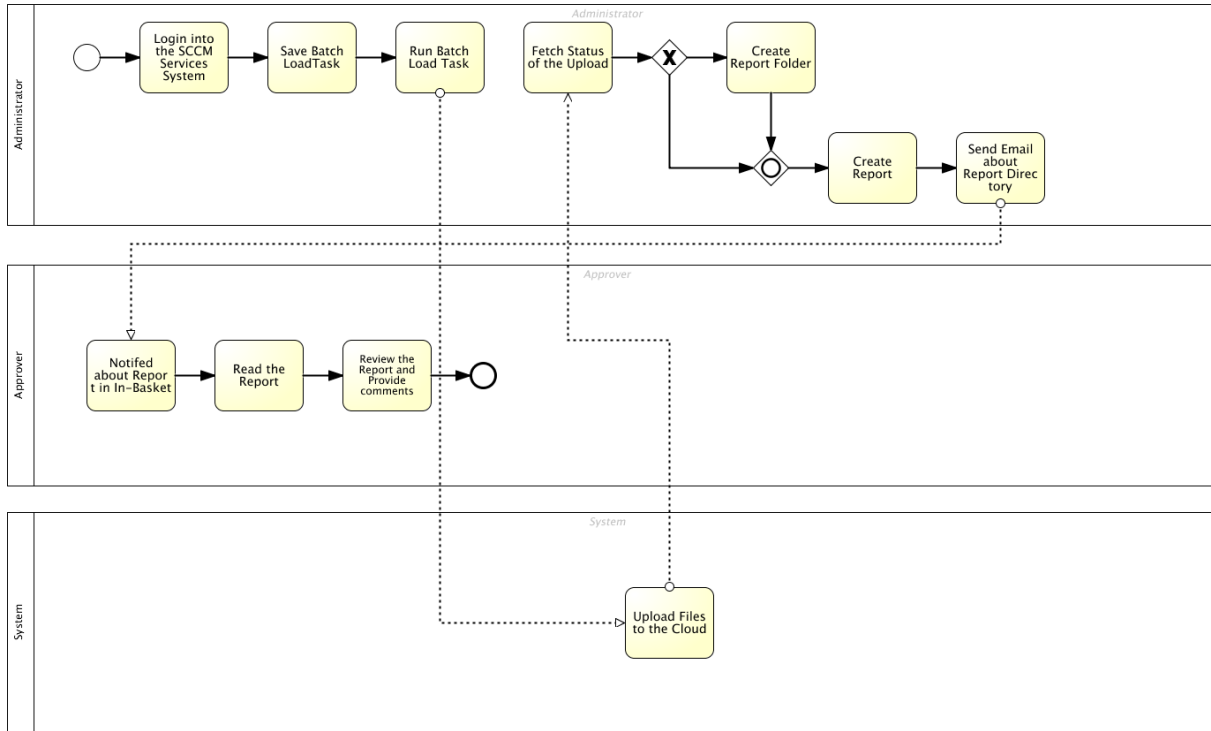 Administrator
Administrator
Login into
the SCCM
Services
System
Save Batch
LoadTask
Run Batch
Load Task
Fetch Status
of the Upload
X
Create
Report Folder
Create
Report
Send Email
about
Report Direc
tory
Approver
Approver
Notifed
about Repor
t in In-Basket
Read the
Report
Review the
Report and
Provide
comments
System
System
Upload Files
to the Cloud